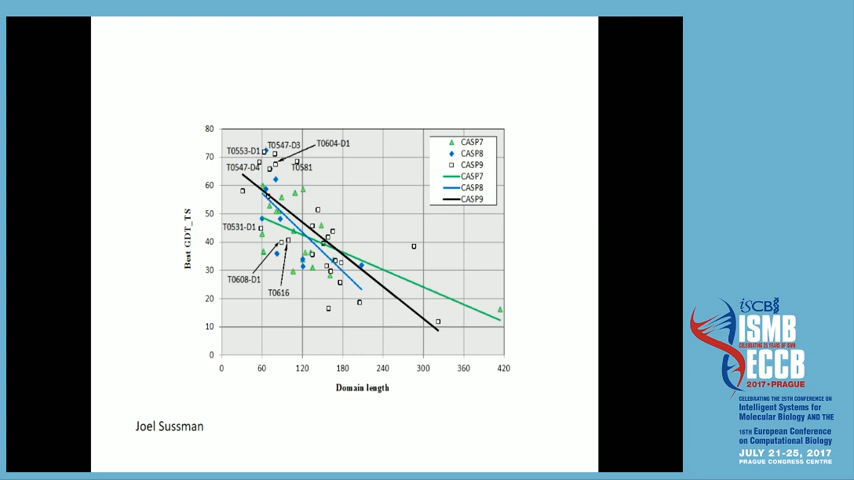 80
70
60
50
40
30
20
10
0
0 60 120 180 240 300 360 420
Best GDT_TS
Domain length
T0553-D1
T0547-D3
T0604-D1
T0547-D4
T0581
T0531-D1
T0608-D1
T0616
CASP7
CASP8
CASP9
CASP7
CASP8
CASP9
Joel Sussman
iSCB
ISMB
CELEBRATING 25 YEARS OF ISMB
ECCB
2017 • PRAGUE
CELEBRATING THE 25TH CONFERENCE ON
Intelligent Systems for
Molecular Biology AND THE
16TH European Conference
on Computational Biology
JULY 21-25, 2017
PRAGUE CONGRESS CENTRE